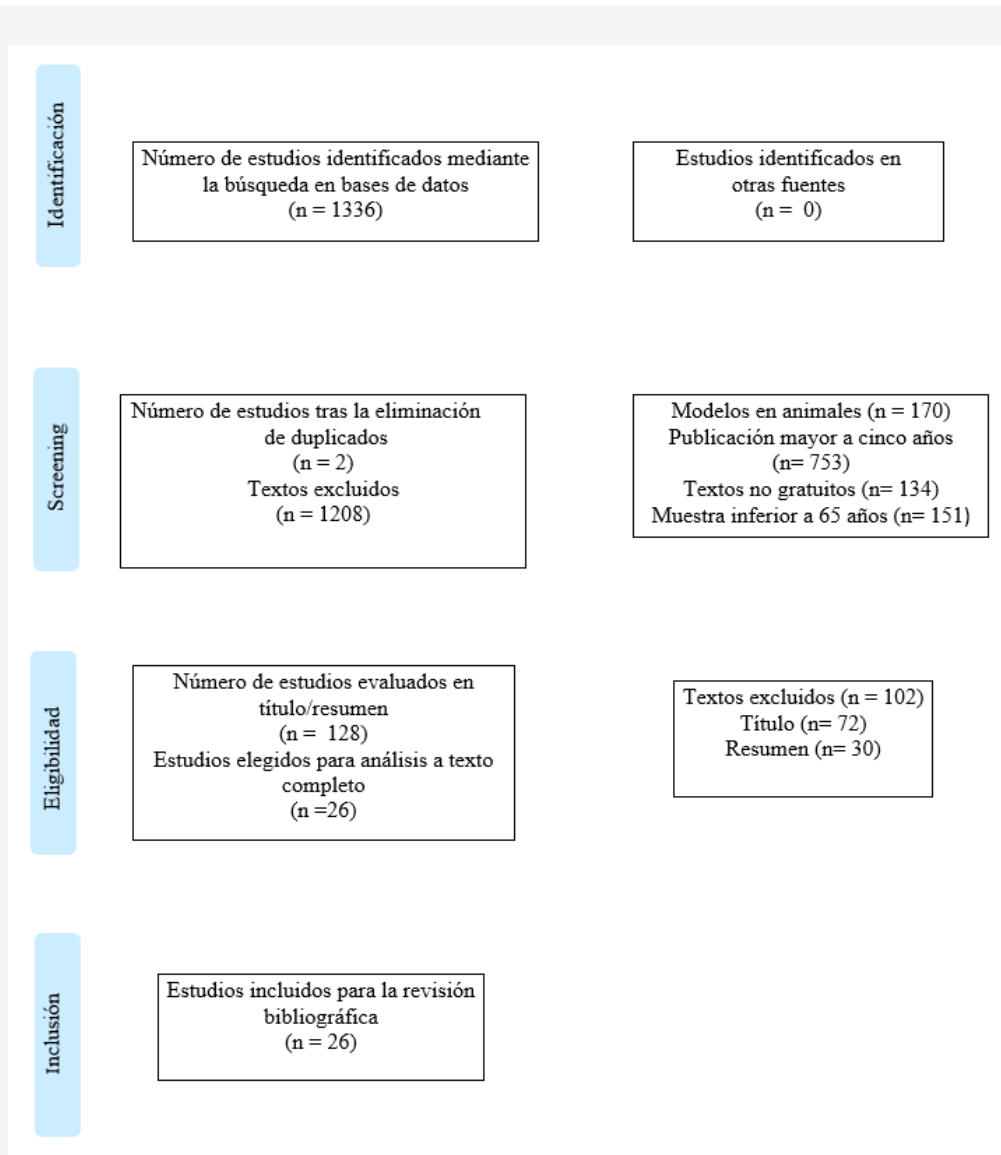 Identificación
Número de estudios identificados mediante
la búsqueda en bases de datos
(n = 1336)
Estudios identificados en
otras fuentes
(n = 0)
Screening
Número de estudios tras la eliminación
de duplicados
(n = 2)
Textos excluidos
(n = 1208)
Modelos en animales (n = 170)
Publicación mayor a cinco años
(n= 753)
Textos no gratuitos (n= 134)
Muestra inferior a 65 años (n= 151)
Eligibilidad
Número de estudios evaluados en
título/resumen
(n = 128)
Estudios elegidos para análisis a texto
completo
(n =26)
Textos excluidos (n = 102)
Título (n= 72)
Resumen (n= 30)
Inclusión
Estudios incluidos para la revisión
bibliográfica
(n = 26)